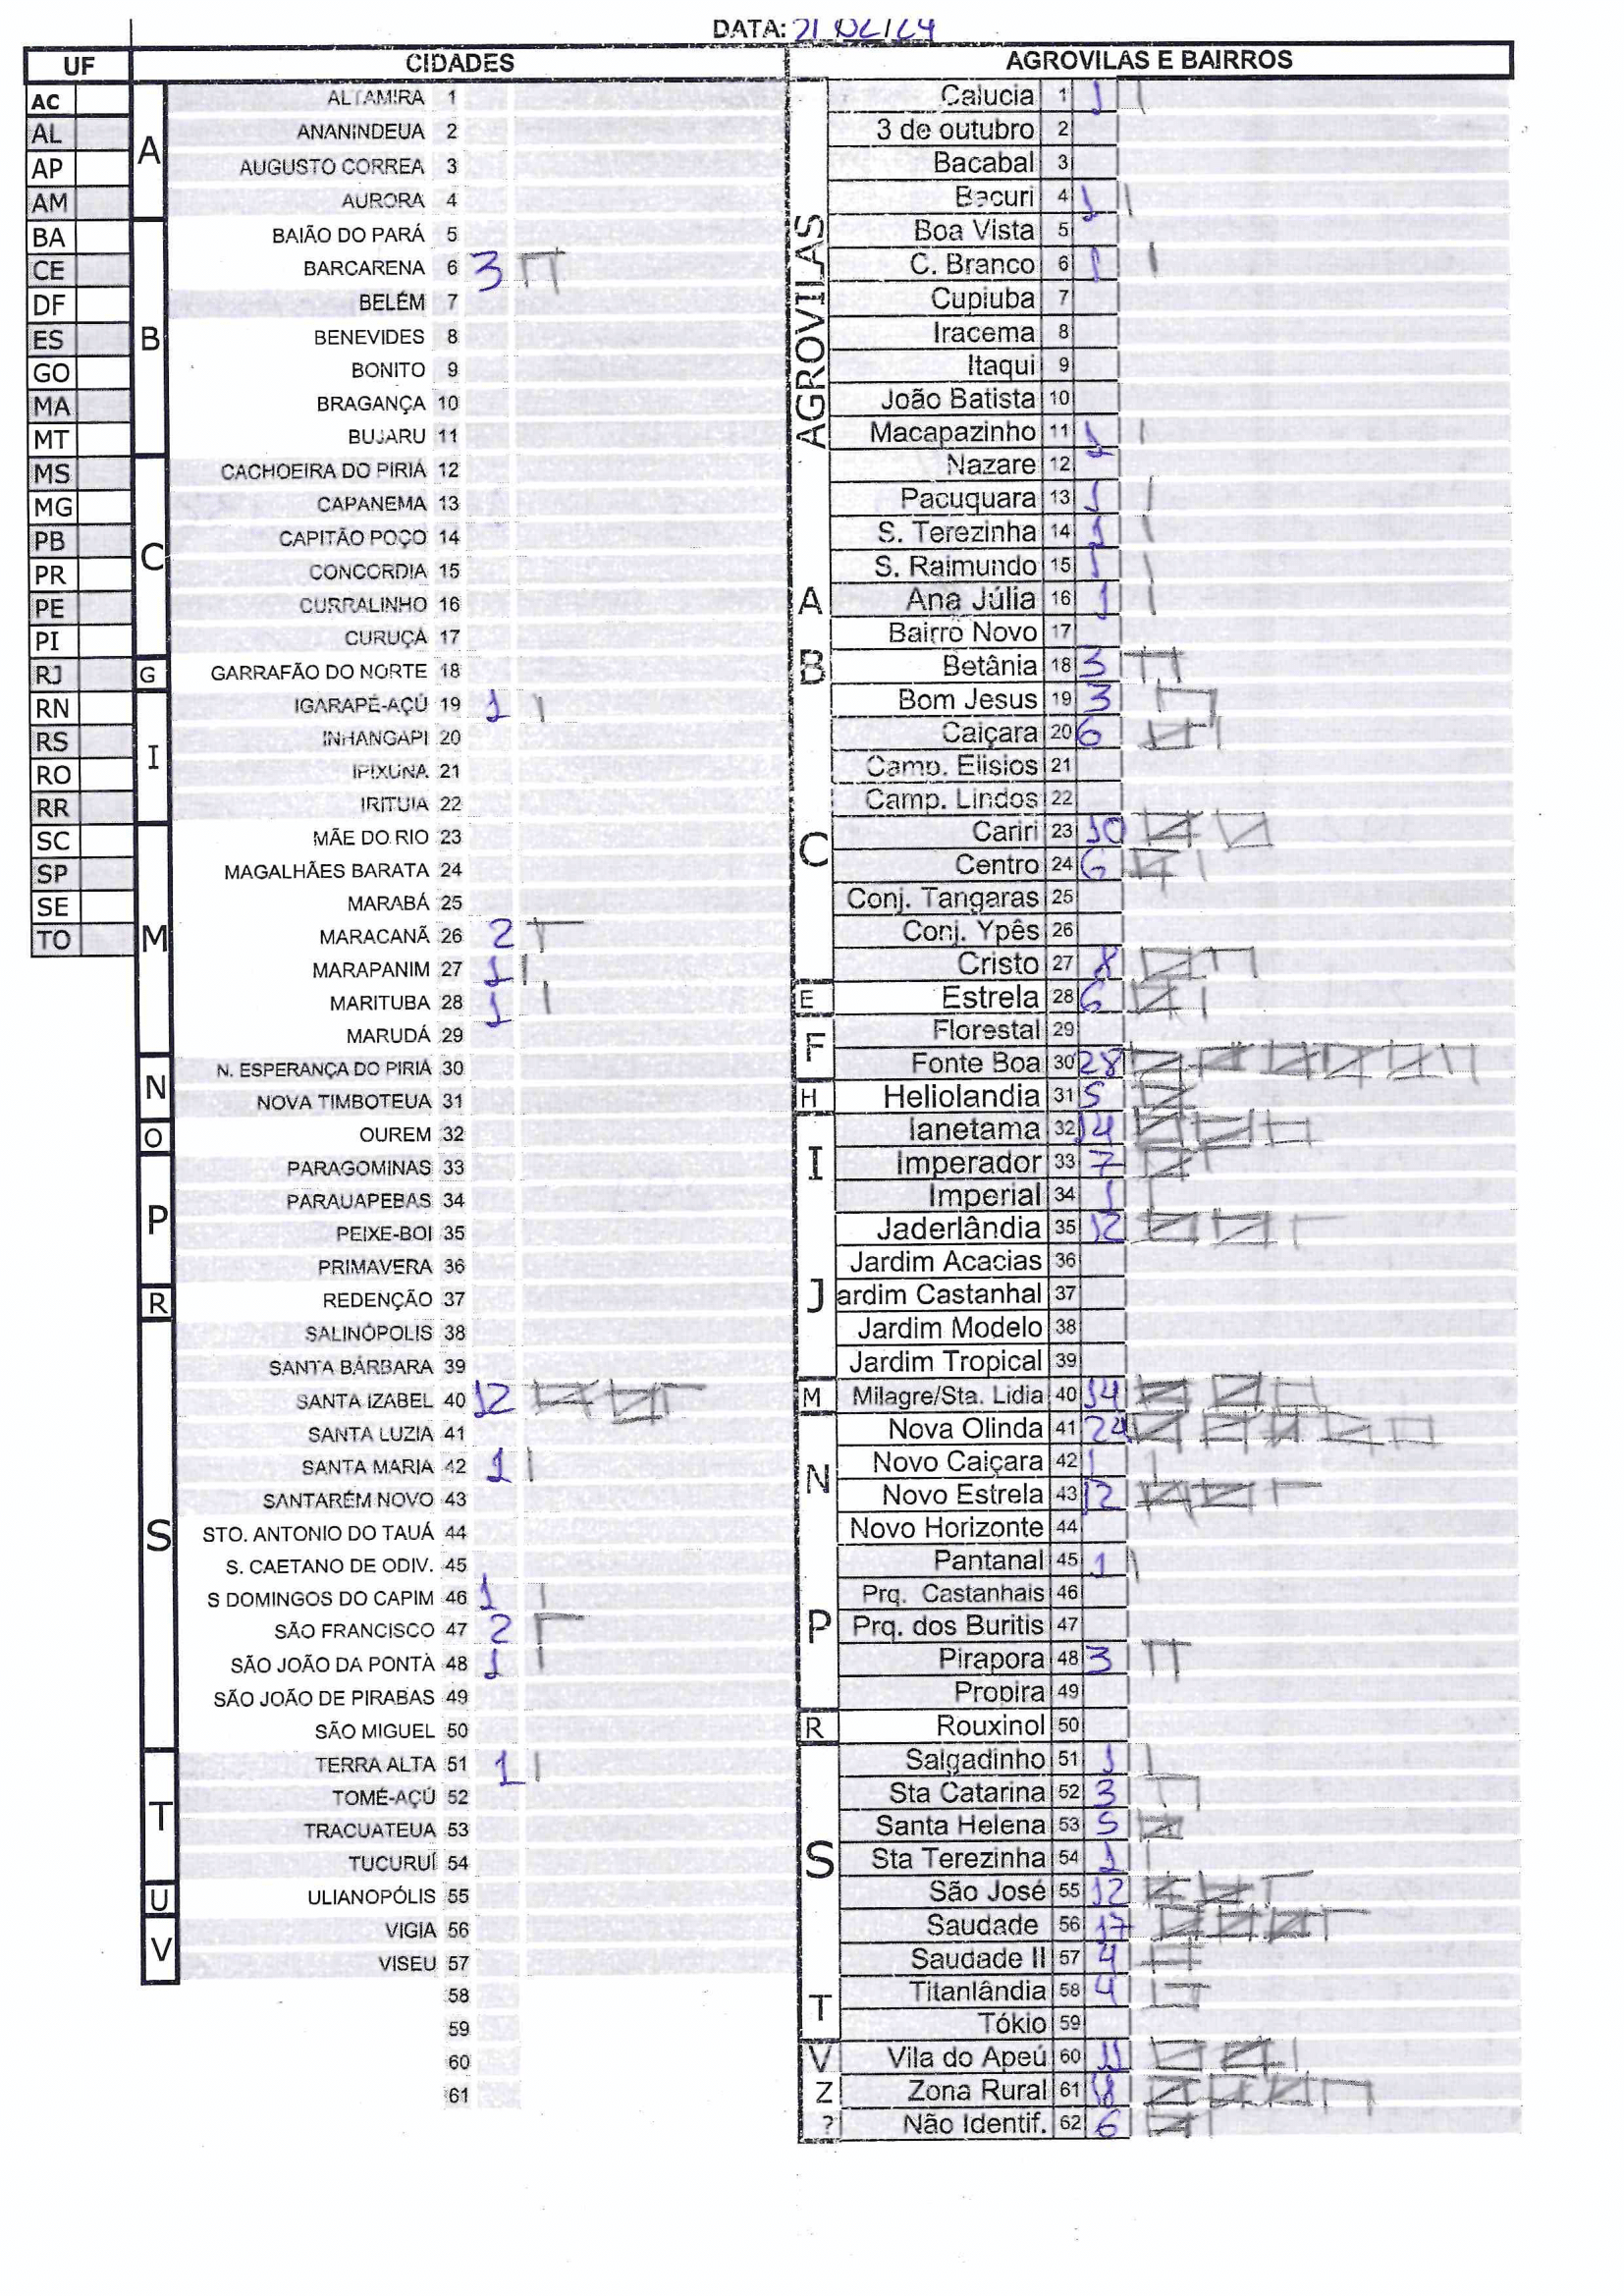 DATA: 21/02/24
UF CIDADES AGROVILAS E BAIRROS
AC
AL
AP
AM
BA
CE
DF
ES
GO
MA
MT
MS
MG
PB
PR
PE
PI
RJ
RN
RS
RO
RR
SC
SP
SE
TO
A
ALTAMIRA 1
ANANINDEUA 2
AUGUSTO CORREA 3
AURORA 4
B
BAIÃO DO PARÁ 5
BARCARENA 6 3
BELÉM 7
BENEVIDES 8
BONITO 9
BRAGANÇA 10
BUJARU 11
C
CACHOEIRA DO PIRIÁ 12
CAPANEMA 13
CAPITÃO POÇO 14
CONCORDIA 15
CURRALINHO 16
CURUÇÁ 17
G
GARRAFÃO DO NORTE 18
I
IGARAPÉ-AÇÚ 19 1
INHANGAPI 20
IPIXUNA 21
IRITUIA 22
M
MÃE DO RIO 23
MAGALHÃES BARATA 24
MARABÁ 25
MARACANÃ 26 2
MARAPANIM 27 1
MARITUBA 28 1
MARUDÁ 29
N
N. ESPERANÇA DO PIRIÁ 30
NOVA TIMBOTEUA 31
O
OUREM 32
P
PARAGOMINAS 33
PARAUAPEBAS 34
PEIXE-BOI 35
PRIMAVERA 36
R
REDENÇÃO 37
S
SALINÓPOLIS 38
SANTA BÁRBARA 39
SANTA IZABEL 40 12
SANTA LUZIA 41
SANTA MARIA 42 1
SANTARÉM NOVO 43
STO. ANTONIO DO TAUÁ 44
S. CAETANO DE ODIV. 45
S DOMINGOS DO CAPIM 46 1
SÃO FRANCISCO 47 2
SÃO JOÃO DA PONTA 48 1
SÃO JOÃO DE PIRABAS 49
SÃO MIGUEL 50
T
TERRA ALTA 51 1
TOMÉ-AÇÚ 52
TRACUATEUA 53
TUCURUÍ 54
U
ULIANOPÓLIS 55
V
VIGIA 56
VISEU 57
58
59
60
61
AGROVILAS
Calucia 1 1
3 de outubro 2
Bacabal 3
Bacuri 4 1
Boa Vista 5
C. Branco 6 1
Cupiuba 7
Iracema 8
Itaqui 9
João Batista 10
Macapazinho 11 1
Nazare 12
Pacuquara 13 1
S. Terezinha 14 1
S. Raimundo 15 1
A
Ana Júlia 16 1
Bairro Novo 17
B
Betânia 18 3
Bom Jesus 19 3
C
Caiçara 20 6
Camp. Elisios 21
Camp. Lindos 22
Cariri 23 10
Centro 24 6
Conj. Tangaras 25
Conj. Ypês 26
Cristo 27 8
E
Estrela 28 6
F
Florestal 29
Fonte Boa 30 28
H
Heliolandia 31 5
I
Ianetama 32 14
Imperador 33 7
Imperial 34 1
J
Jaderlândia 35 12
Jardim Acacias 36
ardim Castanhal 37
Jardim Modelo 38
Jardim Tropical 39
M
Milagre/Sta. Lidia 40 14
N
Nova Olinda 41 24
Novo Caiçara 42 1
Novo Estrela 43 12
Novo Horizonte 44
P
Pantanal 45 1
Prq. Castanhais 46
Prq. dos Buritis 47
Pirapora 48 3
Propira 49
R
Rouxinol 50
S
Salgadinho 51 1
Sta Catarina 52 3
Santa Helena 53 5
Sta Terezinha 54 1
São José 55 12
Saudade 56 17
Saudade II 57 4
T
Titanlândia 58 4
Tókio 59
V
Vila do Apeú 60 11
Z
Zona Rural 61 18
?
Não Identif. 62 6